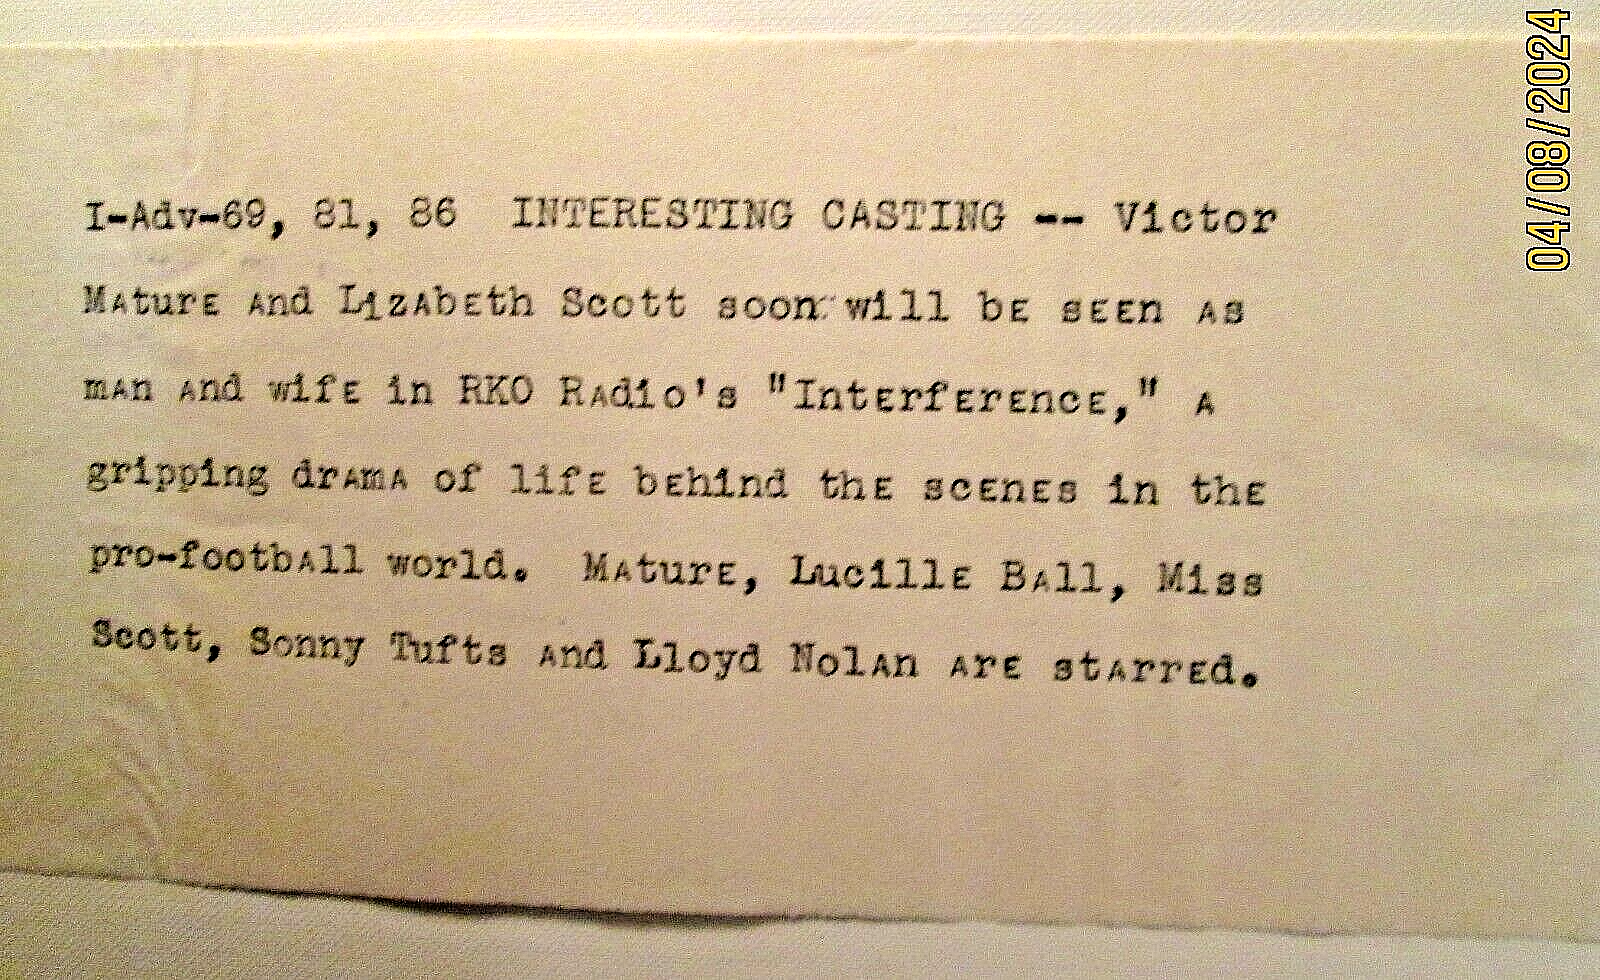 I-Adv-69, 81, 86 INTERESTING CASTING -- Victor
Mature and Lizabeth Scott soon will be seen as
man and wife in RKO Radio's "Interference," a
gripping drama of life behind the scenes in the
pro-football world. Mature, Lucille Ball, Miss
Scott, Sonny Tufts and Lloyd Nolan are starred.
04/08/2024